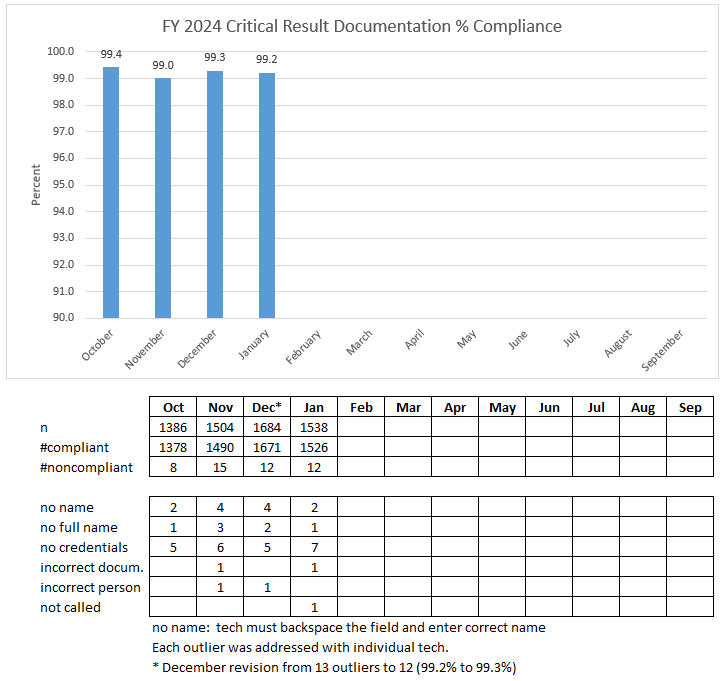 FY 2024 Critical Result Documentation % Compliance
100.0
99.0
98.0
97.0
96.0
95.0
94.0
93.0
92.0
91.0
90.0
Percent
99.4
99.0
99.3
99.2
October
November
December
January
February
March
April
May
June
July
August
September
Oct Nov Dec* Jan Feb Mar Apr May Jun Jul Aug Sep
n 1386 1504 1684 1538
#compliant 1378 1490 1671 1526
#noncompliant 8 15 12 12
no name 2 4 4 2
no full name 1 3 2 1
no credentials 5 6 5 7
incorrect docum. 1 1
incorrect person 1 1
not called 1
no name: tech must backspace the field and enter correct name
Each outlier was addressed with individual tech.
* December revision from 13 outliers to 12 (99.2% to 99.3%)